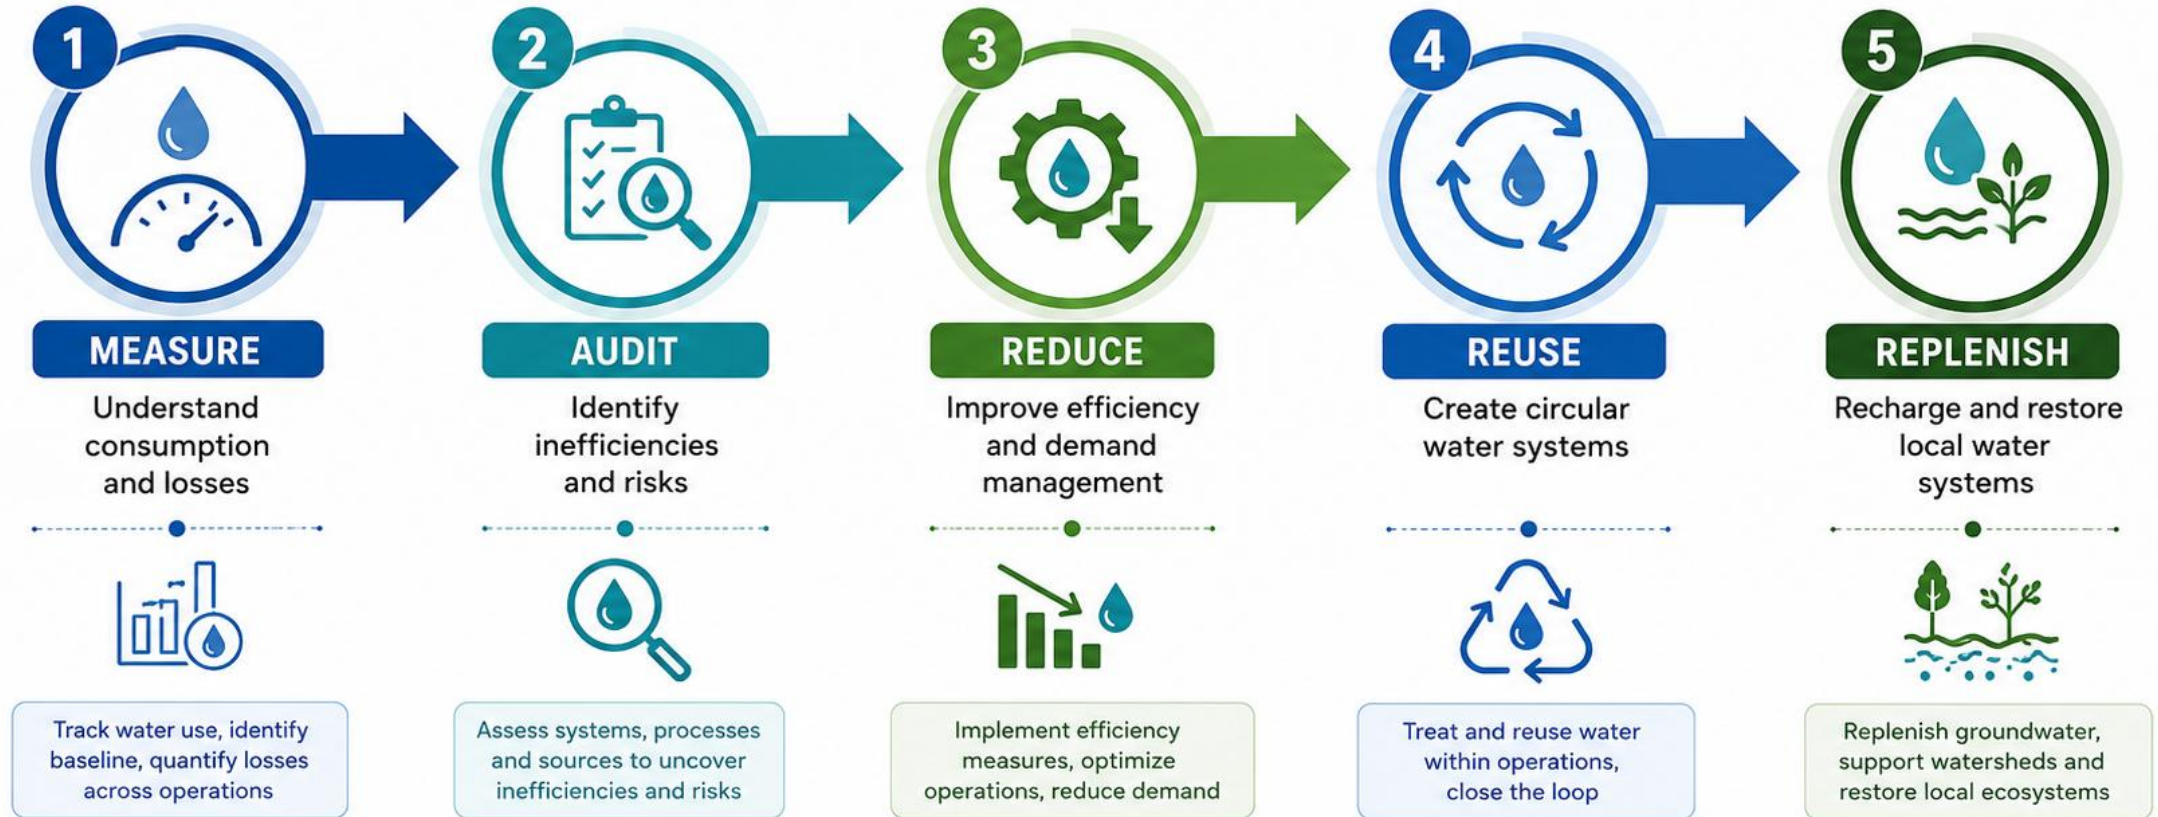 1
MEASURE
Understand
consumption
and losses
Track water use, identify
baseline, quantify losses
across operations
2
AUDIT
Identify
inefficiencies
and risks
Assess systems, processes
and sources to uncover
inefficiencies and risks
3
REDUCE
Improve efficiency
and demand
management
Implement efficiency
measures, optimize
operations, reduce demand
4
REUSE
Create circular
water systems
Treat and reuse water
within operations,
close the loop
5
REPLENISH
Recharge and restore
local water
systems
Replenish groundwater,
support watersheds and
restore local ecosystems